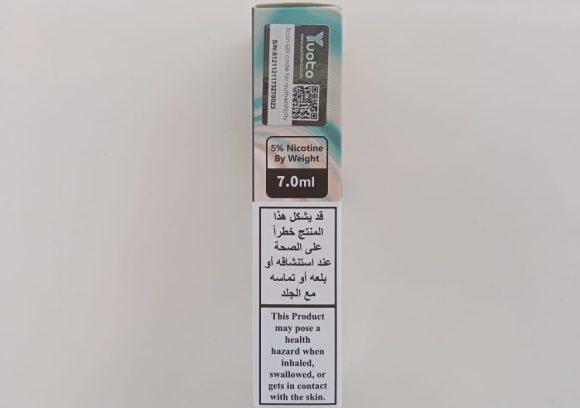 Yuoto
Scan QR code for authenticity
S/N:8121121173278023
5% Nicotine
By Weight
7.0ml
قد يشكل هذا
المنتج خطراً
على الصحة
عند استنشاقه أو
بلعه أو تماسه
مع الجلد
This Product
may pose a
health
hazard when
inhaled,
swallowed, or
gets in contact
with the skin.